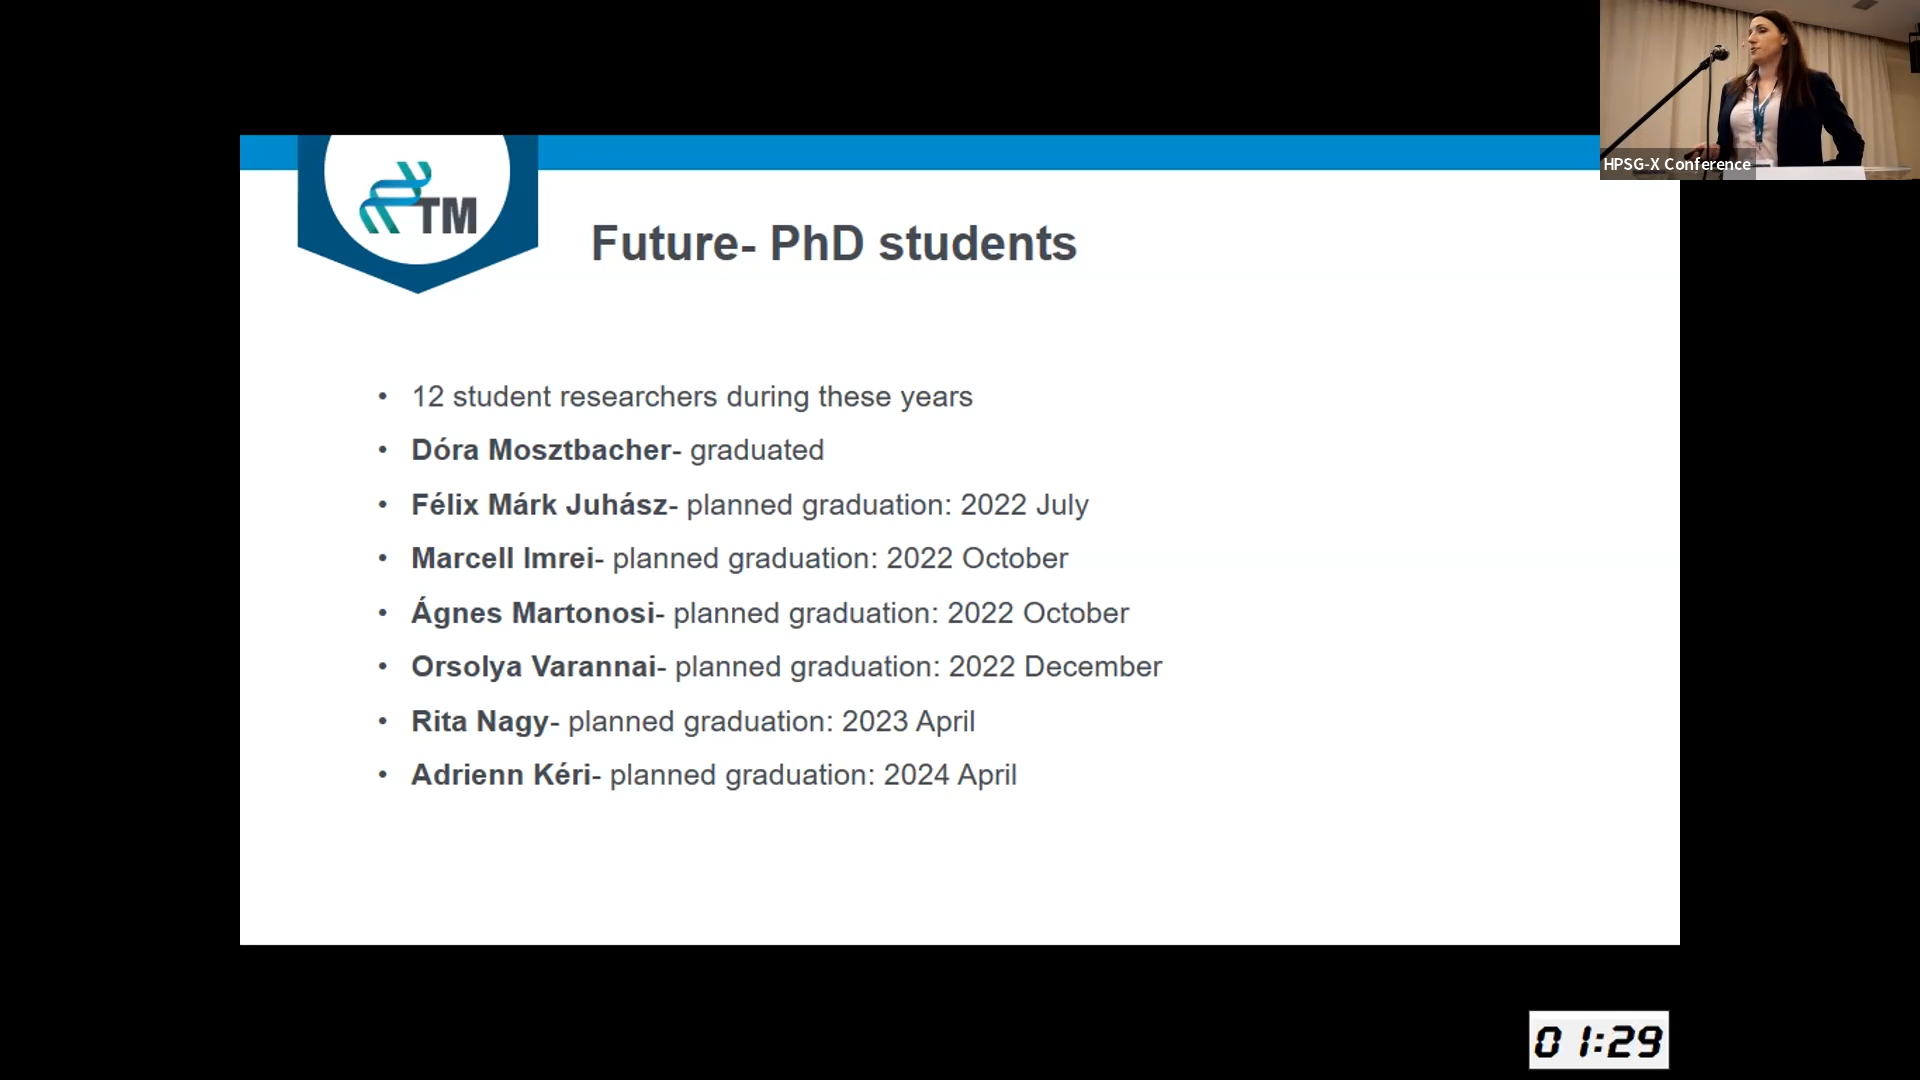 HPSG-X Conference
TM
Future- PhD students
• 12 student researchers during these years
• Dóra Mosztbacher- graduated
• Félix Márk Juhász- planned graduation: 2022 July
• Marcell Imrei- planned graduation: 2022 October
• Ágnes Martonosi- planned graduation: 2022 October
• Orsolya Varannai- planned graduation: 2022 December
• Rita Nagy- planned graduation: 2023 April
• Adrienn Kéri- planned graduation: 2024 April
01:29